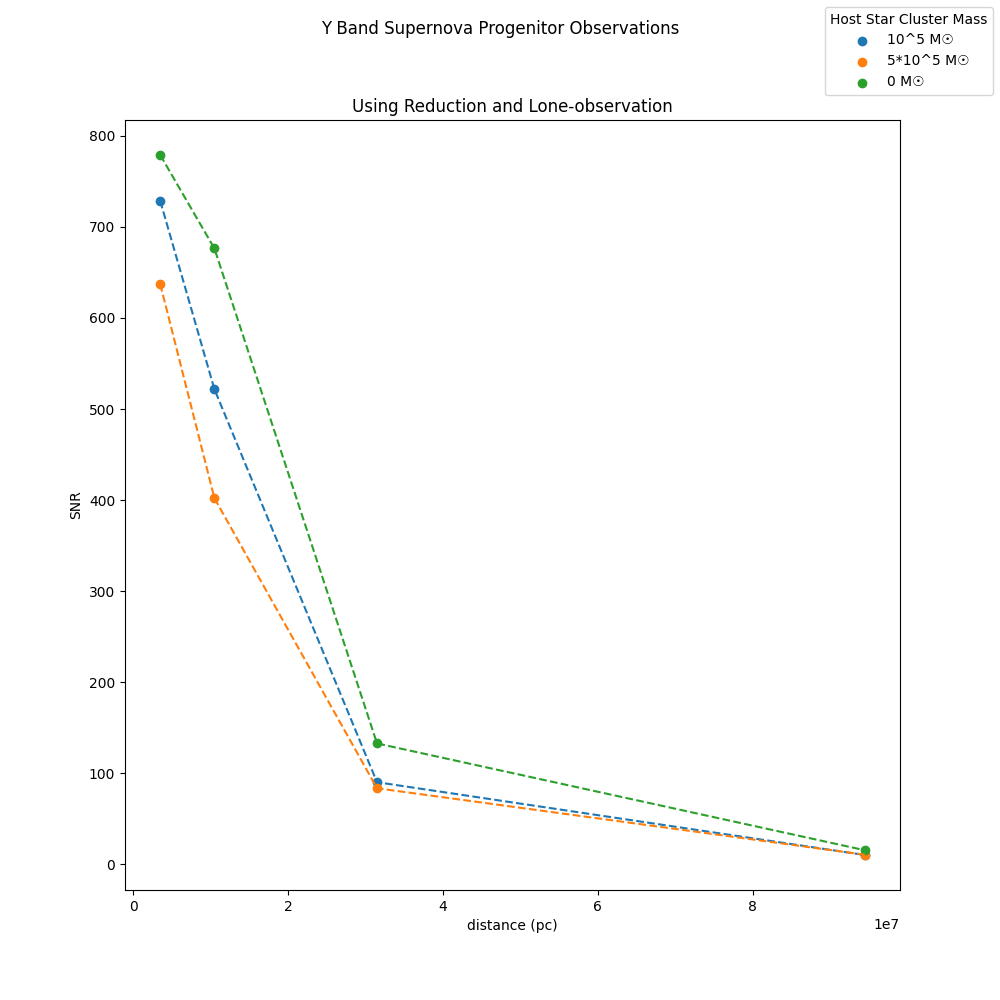 Y Band Supernova Progenitor Observations
Host Star Cluster Mass
10^5 M☉
5*10^5 M☉
0 M☉
Using Reduction and Lone-observation
800
700
600
500
400
300
200
100
0
SNR
0 2 4 6 8
1e7
distance (pc)